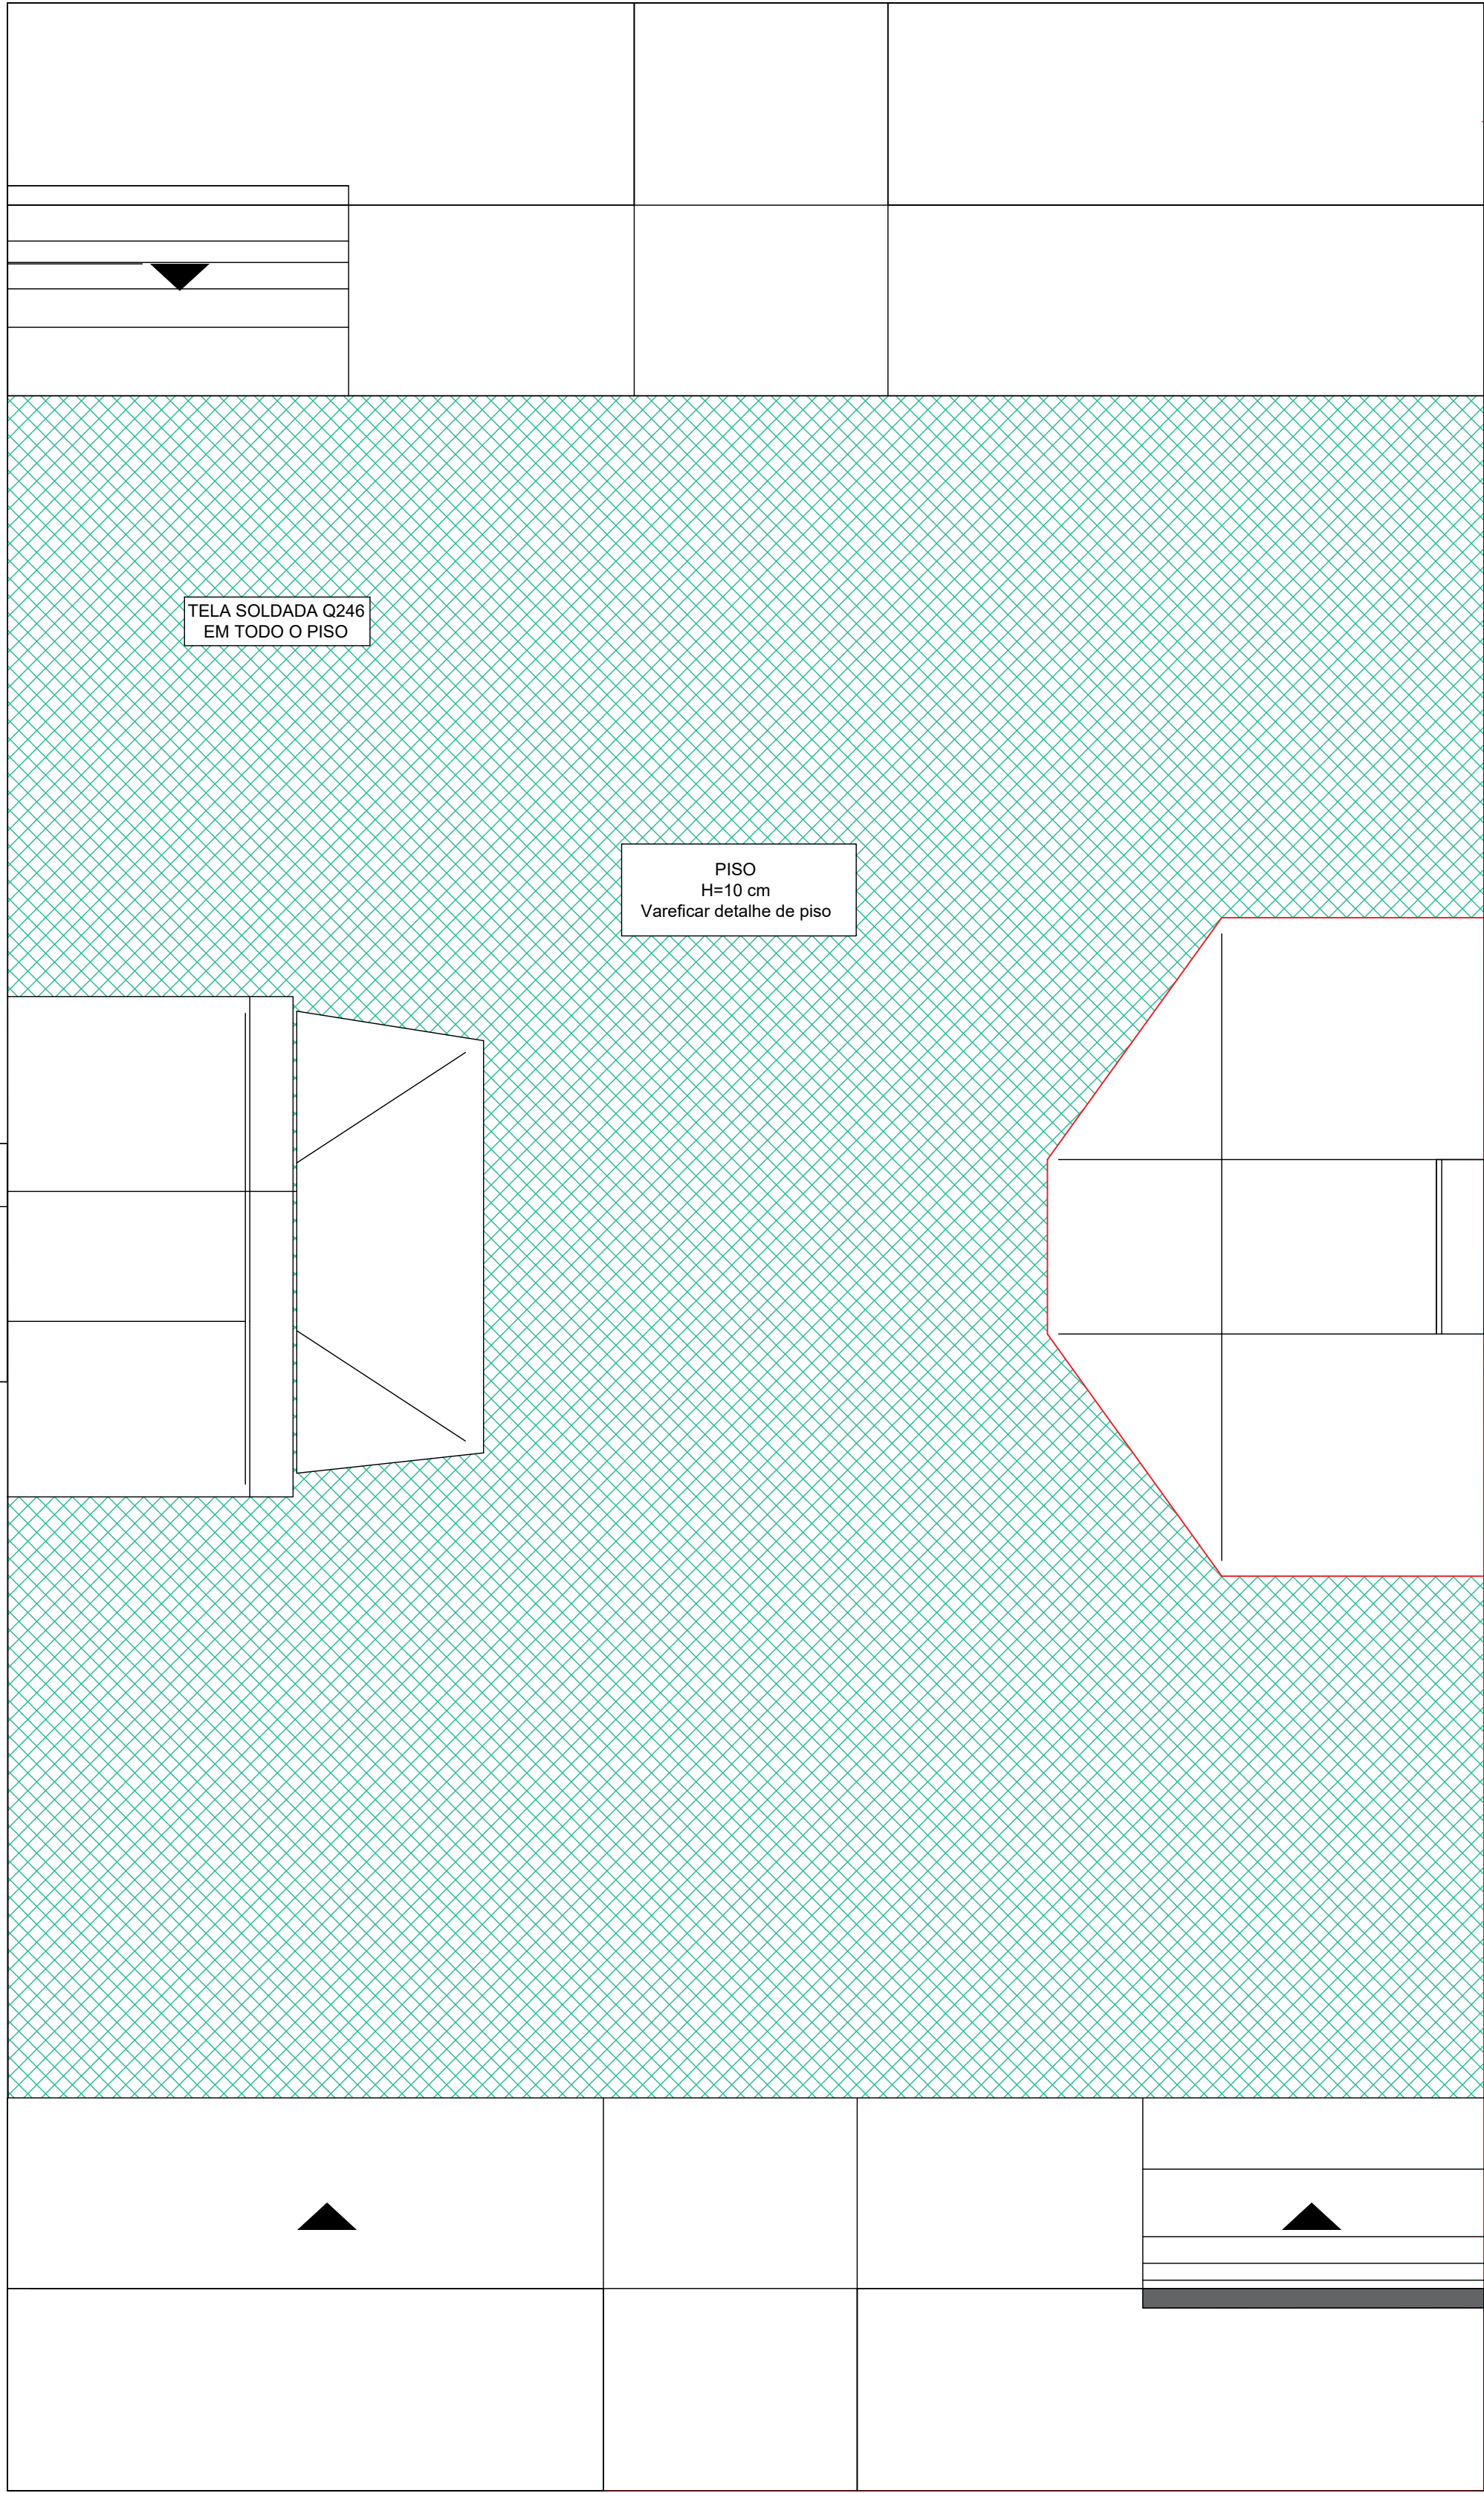 TELA SOLDADA Q246
EM TODO O PISO
PISO
H=10 cm
Vareficar detalhe de piso